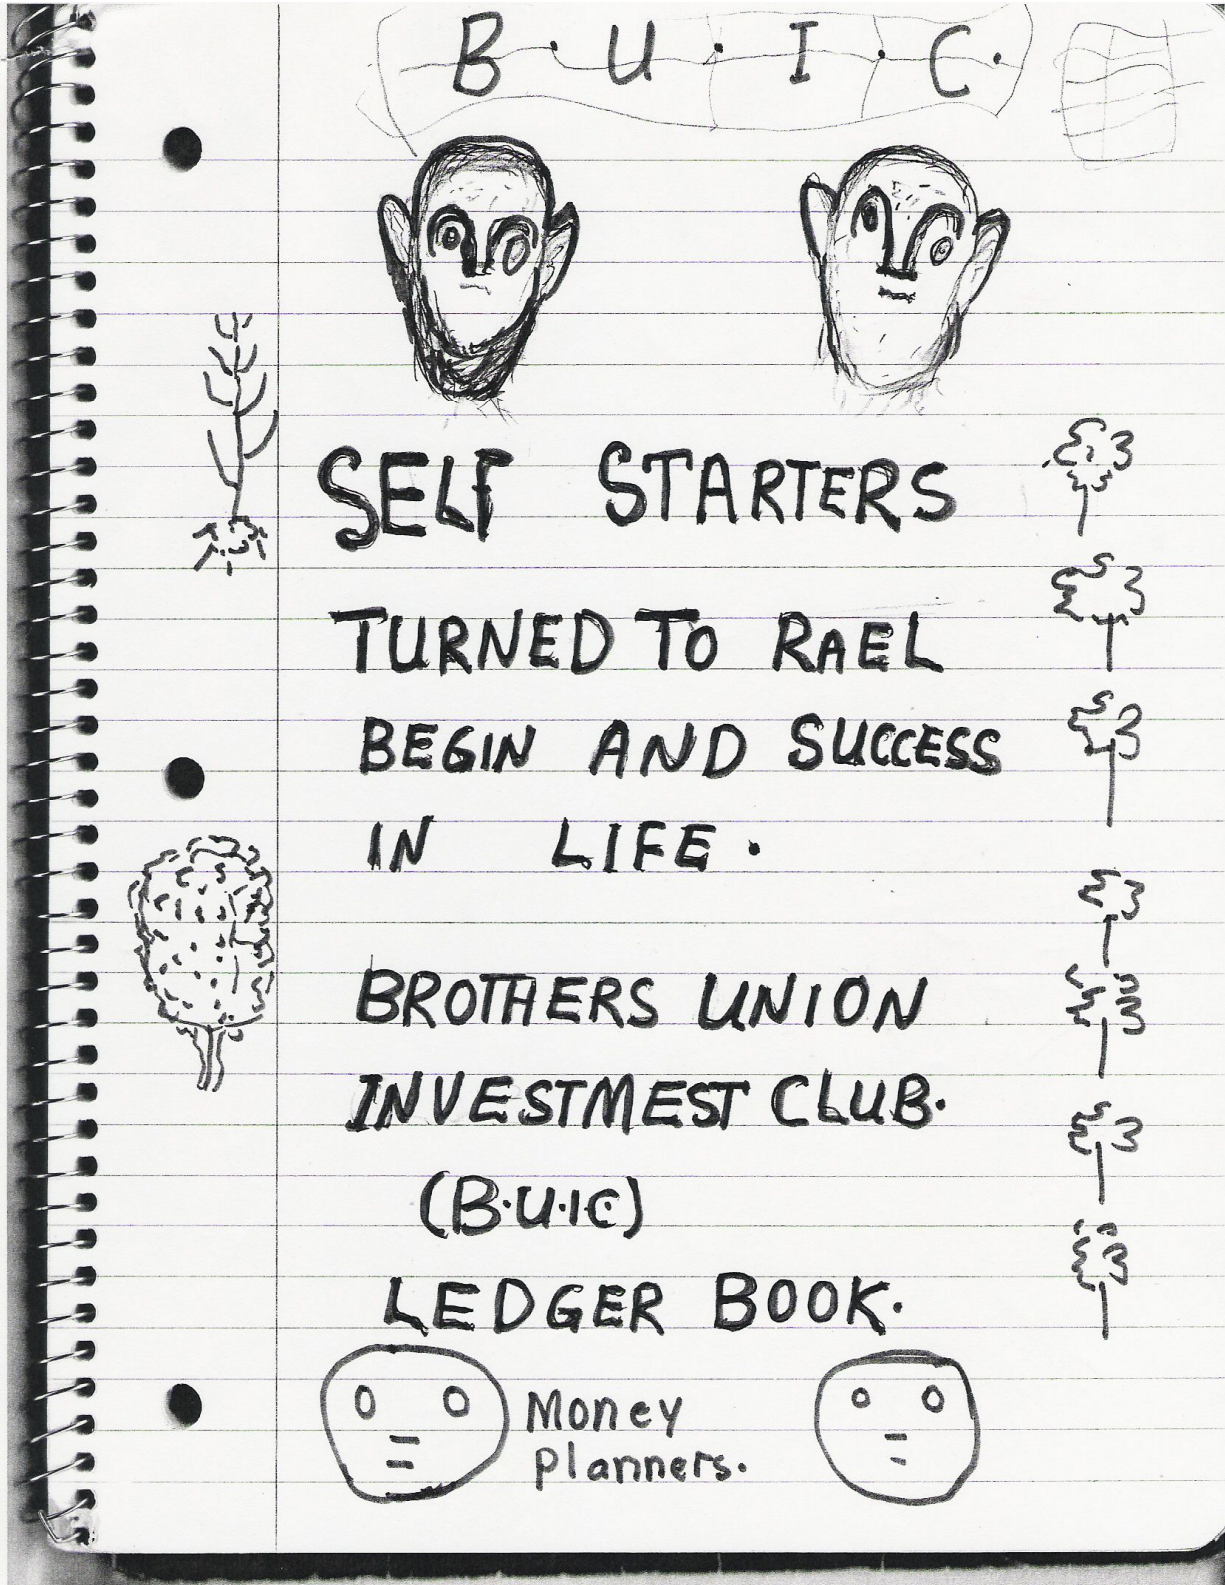 B.U.I.C.
SELF STARTERS
TURNED TO RAEL
BEGIN AND SUCCESS
IN LIFE.
BROTHERS UNION
INVESTMEST CLUB.
(B.U.I.C)
LEDGER BOOK.
Money
planners.